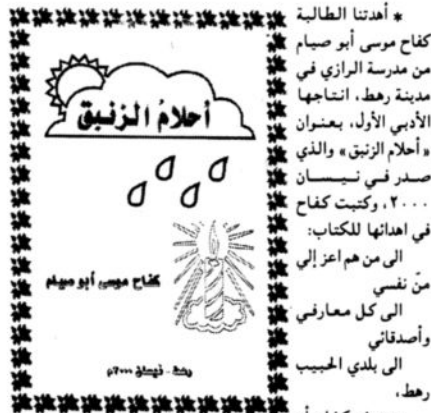 * أهدتنا الطالبة
كفاح موسى أبو صيام
من مدرسة الرازي في
مدينة رهط، انتاجها
الأدبي الأول، بعنوان
«أحلام الزنبق» والذي
صدر في نيسان
٢٠٠٠، وكتبت كفاح
في اهدائها للكتاب:
الى من هم اعز إلي
منّ نفسي
الى كل معارفي
وأصدقائي
الى بلدي الحبيب
رهط،
أحلامُ الزنبق
كفاح موسى أبو صيام
رهط - نيسان ٢٠٠٠م